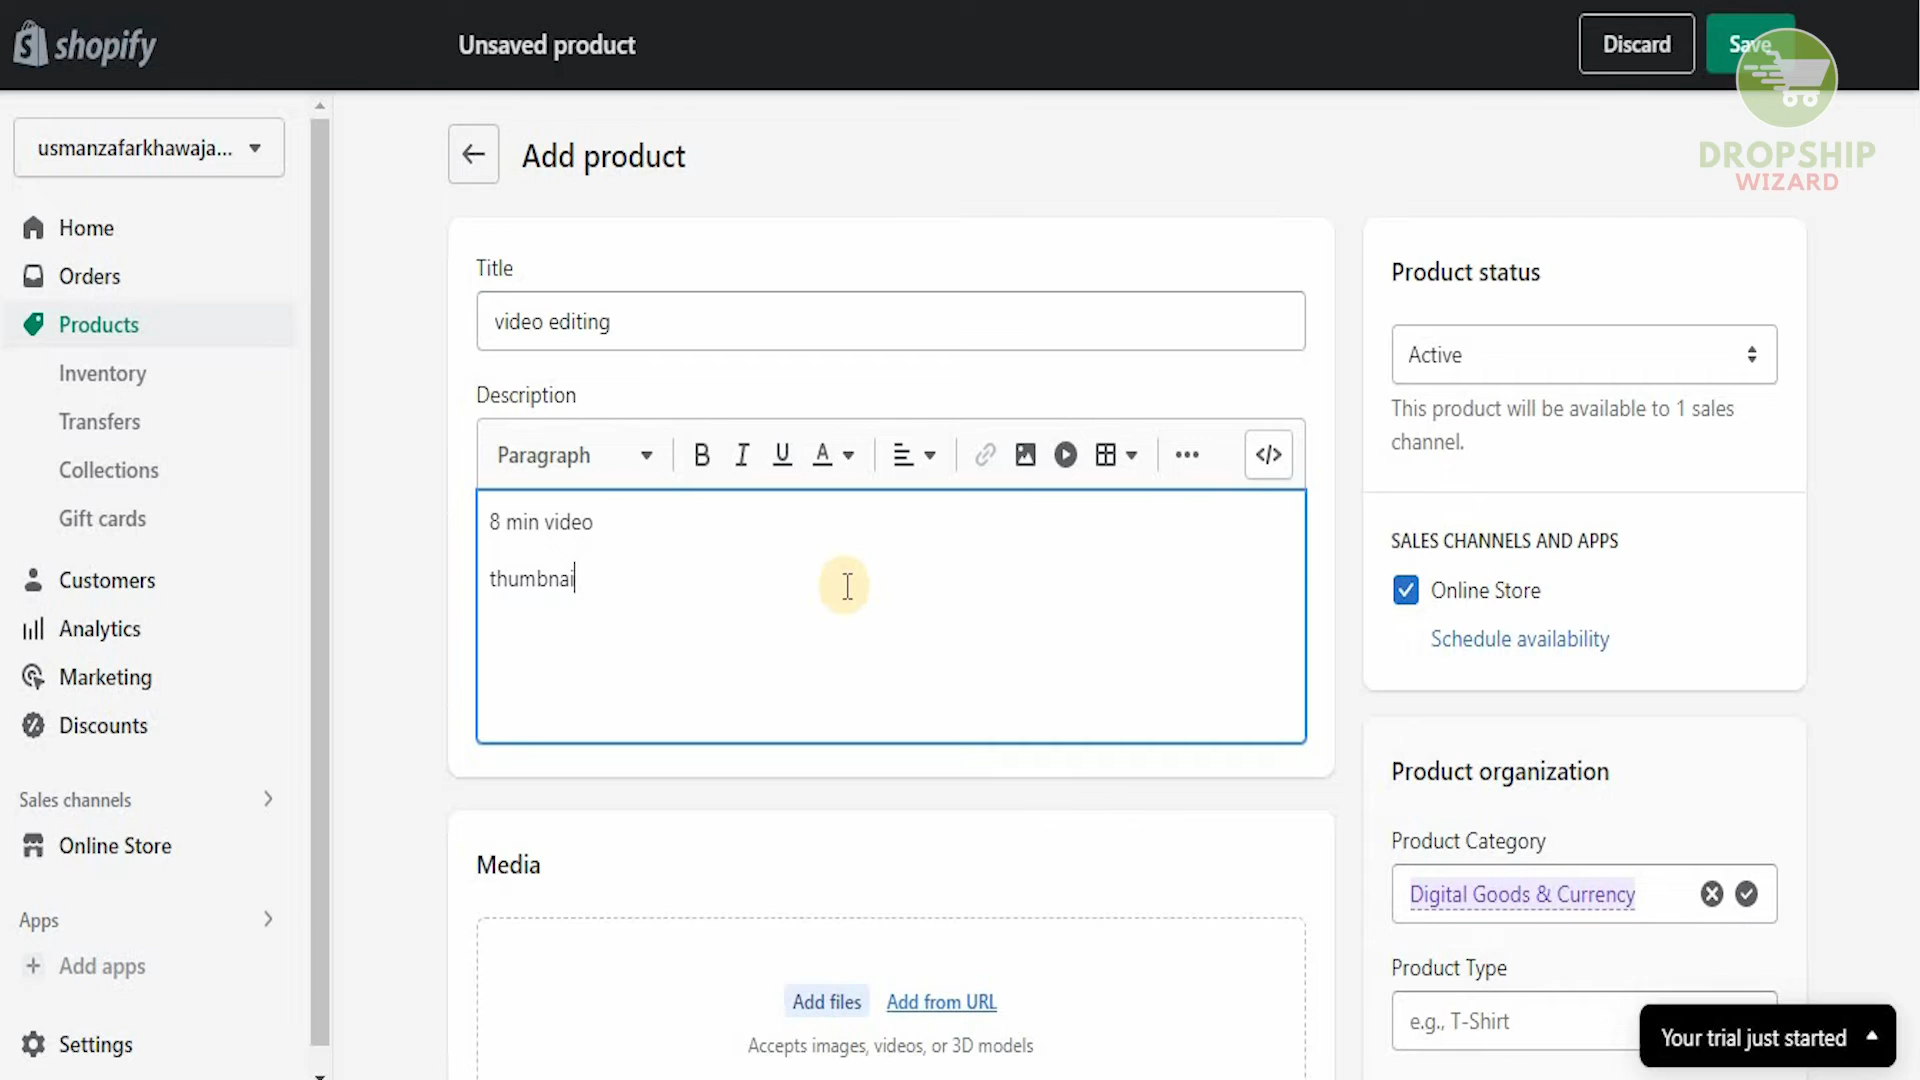 shopify
Unsaved product
Discard
Save
DROPSHIP
WIZARD
usmanzafarkhawaja...
Home
Orders
Products
Inventory
Transfers
Collections
Gift cards
Customers
Analytics
Marketing
Discounts
Sales channels
Online Store
Apps
Add apps
Settings
Add product
Title
video editing
Description
Paragraph
B I U A
8 min video
thumbnai
Media
Add files Add from URL
Accepts images, videos, or 3D models
Product status
Active
This product will be available to 1 sales
channel.
SALES CHANNELS AND APPS
Online Store
Schedule availability
Product organization
Product Category
Digital Goods & Currency
Product Type
e.g., T-Shirt
Your trial just started